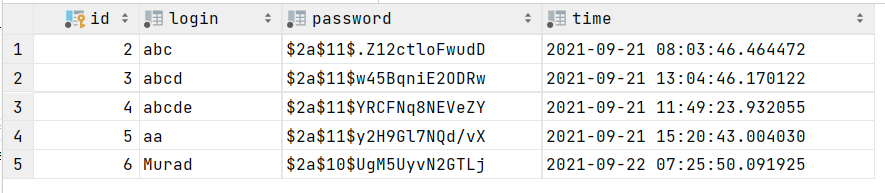 id login password time
1 2 abc $2a$11$.Z12ctloFwudD 2021-09-21 08:03:46.464472
2 3 abcd $2a$11$w45BqniE2ODRw 2021-09-21 13:04:46.170122
3 4 abcde $2a$11$YRCFNq8NEVeZY 2021-09-21 11:49:23.932055
4 5 aa $2a$11$y2H9Gl7NQd/vX 2021-09-21 15:20:43.004030
5 6 Murad $2a$10$UgM5UyvN2GTLj 2021-09-22 07:25:50.091925